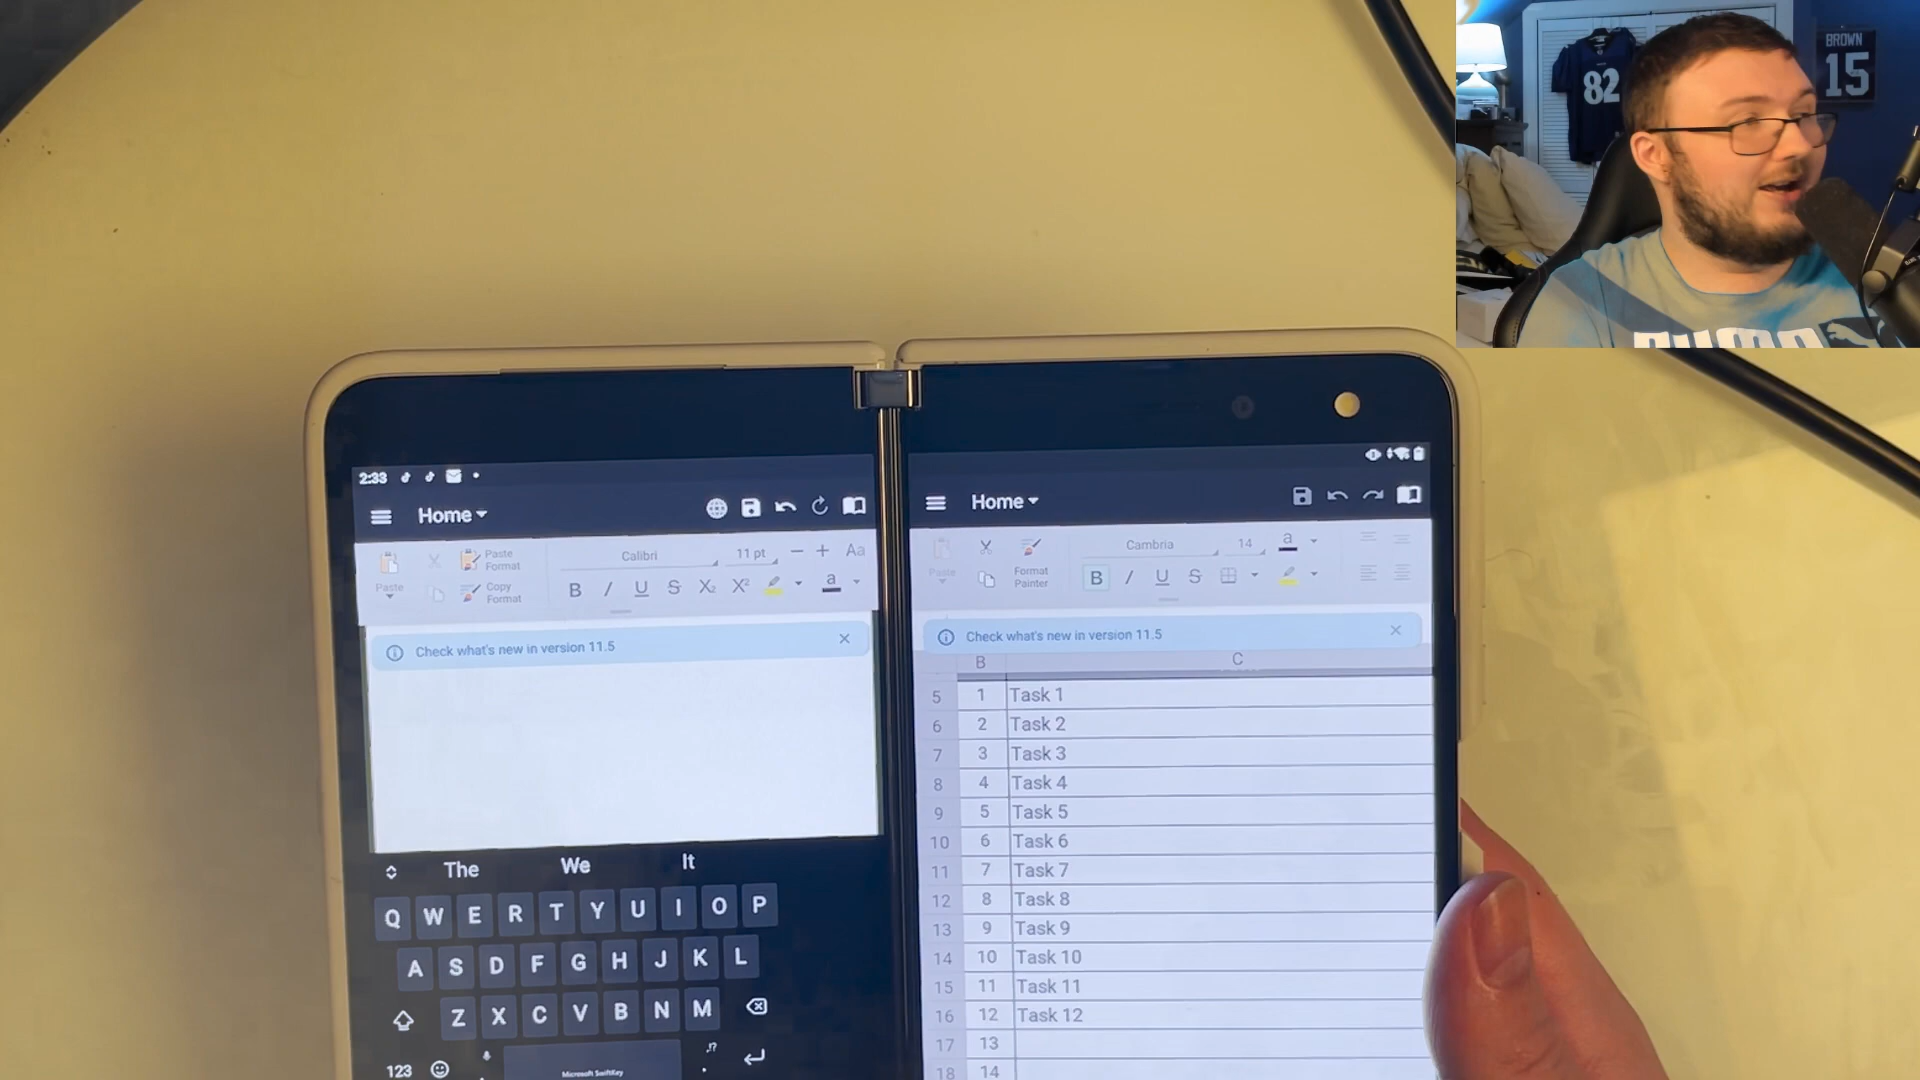 82
BROWN
15
2:33
Home
Paste
Paste Format
Copy Format
Calibri
11 pt
Aa
B I U S X₂ X² a
Check what's new in version 11.5
The We It
Q W E R T Y U I O P
A S D F G H J K L
Z X C V B N M
123
,!?
.
Microsoft SwiftKey
Home
Paste
Format Painter
Cambria
14
a
B I U S
Check what's new in version 11.5
B C
5 1 Task 1
6 2 Task 2
7 3 Task 3
8 4 Task 4
9 5 Task 5
10 6 Task 6
11 7 Task 7
12 8 Task 8
13 9 Task 9
14 10 Task 10
15 11 Task 11
16 12 Task 12
17 13
18 14